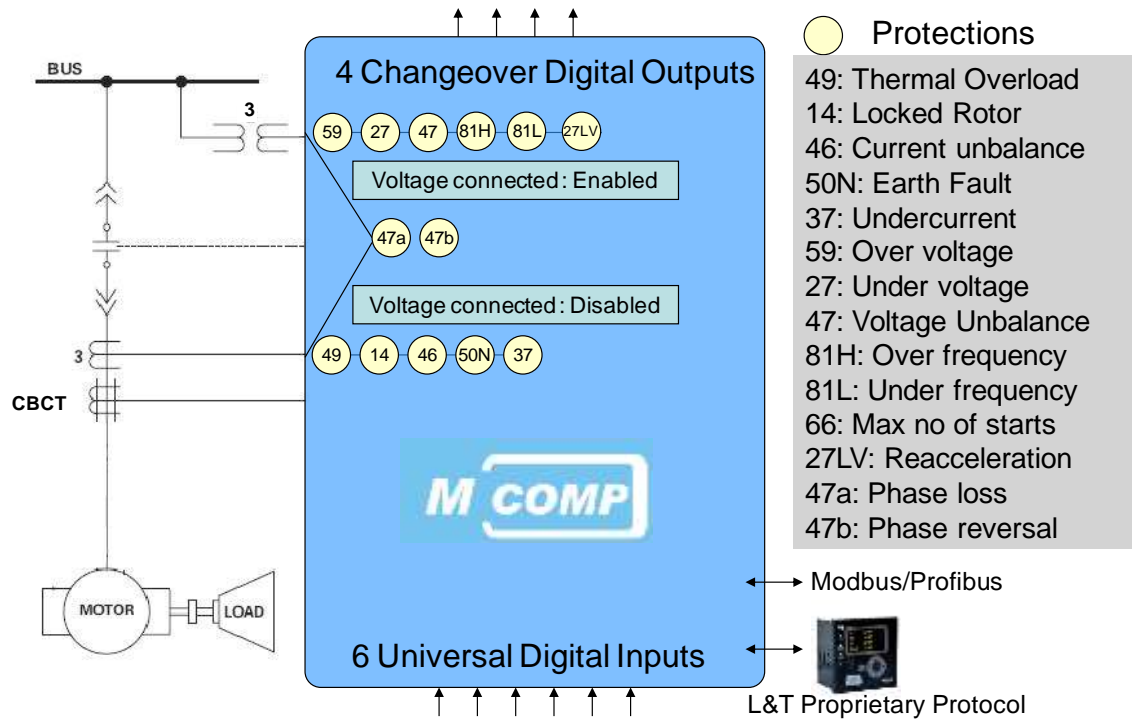 BUS
3
4 Changeover Digital Outputs
59 27 47 81H 81L 27LV
Voltage connected : Enabled
47a 47b
Voltage connected : Disabled
3
49 14 46 50N 37
CBCT
M COMP
MOTOR
LOAD
6 Universal Digital Inputs
Protections
49: Thermal Overload
14: Locked Rotor
46: Current unbalance
50N: Earth Fault
37: Undercurrent
59: Over voltage
27: Under voltage
47: Voltage Unbalance
81H: Over frequency
81L: Under frequency
66: Max no of starts
27LV: Reacceleration
47a: Phase loss
47b: Phase reversal
Modbus/Profibus
L&T Proprietary Protocol